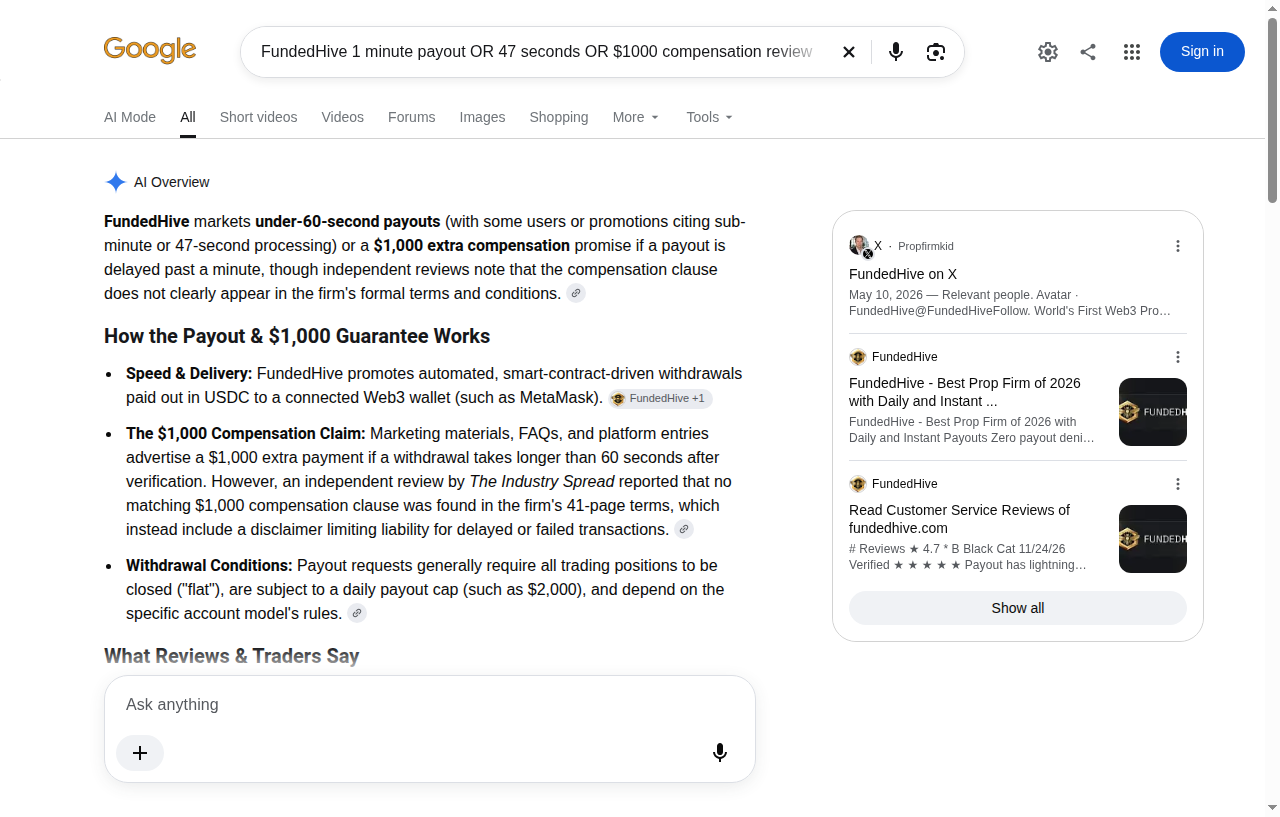 Google
FundedHive 1 minute payout OR 47 seconds OR $1000 compensation review
Sign in
AI Mode
All
Short videos
Videos
Forums
Images
Shopping
More
Tools
AI Overview
FundedHive markets under-60-second payouts (with some users or promotions citing sub-
minute or 47-second processing) or a $1,000 extra compensation promise if a payout is
delayed past a minute, though independent reviews note that the compensation clause
does not clearly appear in the firm's formal terms and conditions.
How the Payout & $1,000 Guarantee Works
• Speed & Delivery: FundedHive promotes automated, smart-contract-driven withdrawals
paid out in USDC to a connected Web3 wallet (such as MetaMask). FundedHive +1
• The $1,000 Compensation Claim: Marketing materials, FAQs, and platform entries
advertise a $1,000 extra payment if a withdrawal takes longer than 60 seconds after
verification. However, an independent review by The Industry Spread reported that no
matching $1,000 compensation clause was found in the firm's 41-page terms, which
instead include a disclaimer limiting liability for delayed or failed transactions.
• Withdrawal Conditions: Payout requests generally require all trading positions to be
closed ("flat"), are subject to a daily payout cap (such as $2,000), and depend on the
specific account model's rules.
What Reviews & Traders Say
Ask anything
X · Propfirmkid
FundedHive on X
May 10, 2026 — Relevant people. Avatar ·
FundedHive@FundedHiveFollow. World's First Web3 Pro…
FundedHive
FundedHive - Best Prop Firm of 2026
with Daily and Instant ...
FundedHive - Best Prop Firm of 2026 with
Daily and Instant Payouts Zero payout deni…
FUNDEDH
FundedHive
Read Customer Service Reviews of
fundedhive.com
# Reviews ★ 4.7 * B Black Cat 11/24/26
Verified ★ ★ ★ ★ ★ Payout has lightning…
FUNDEDH
Show all